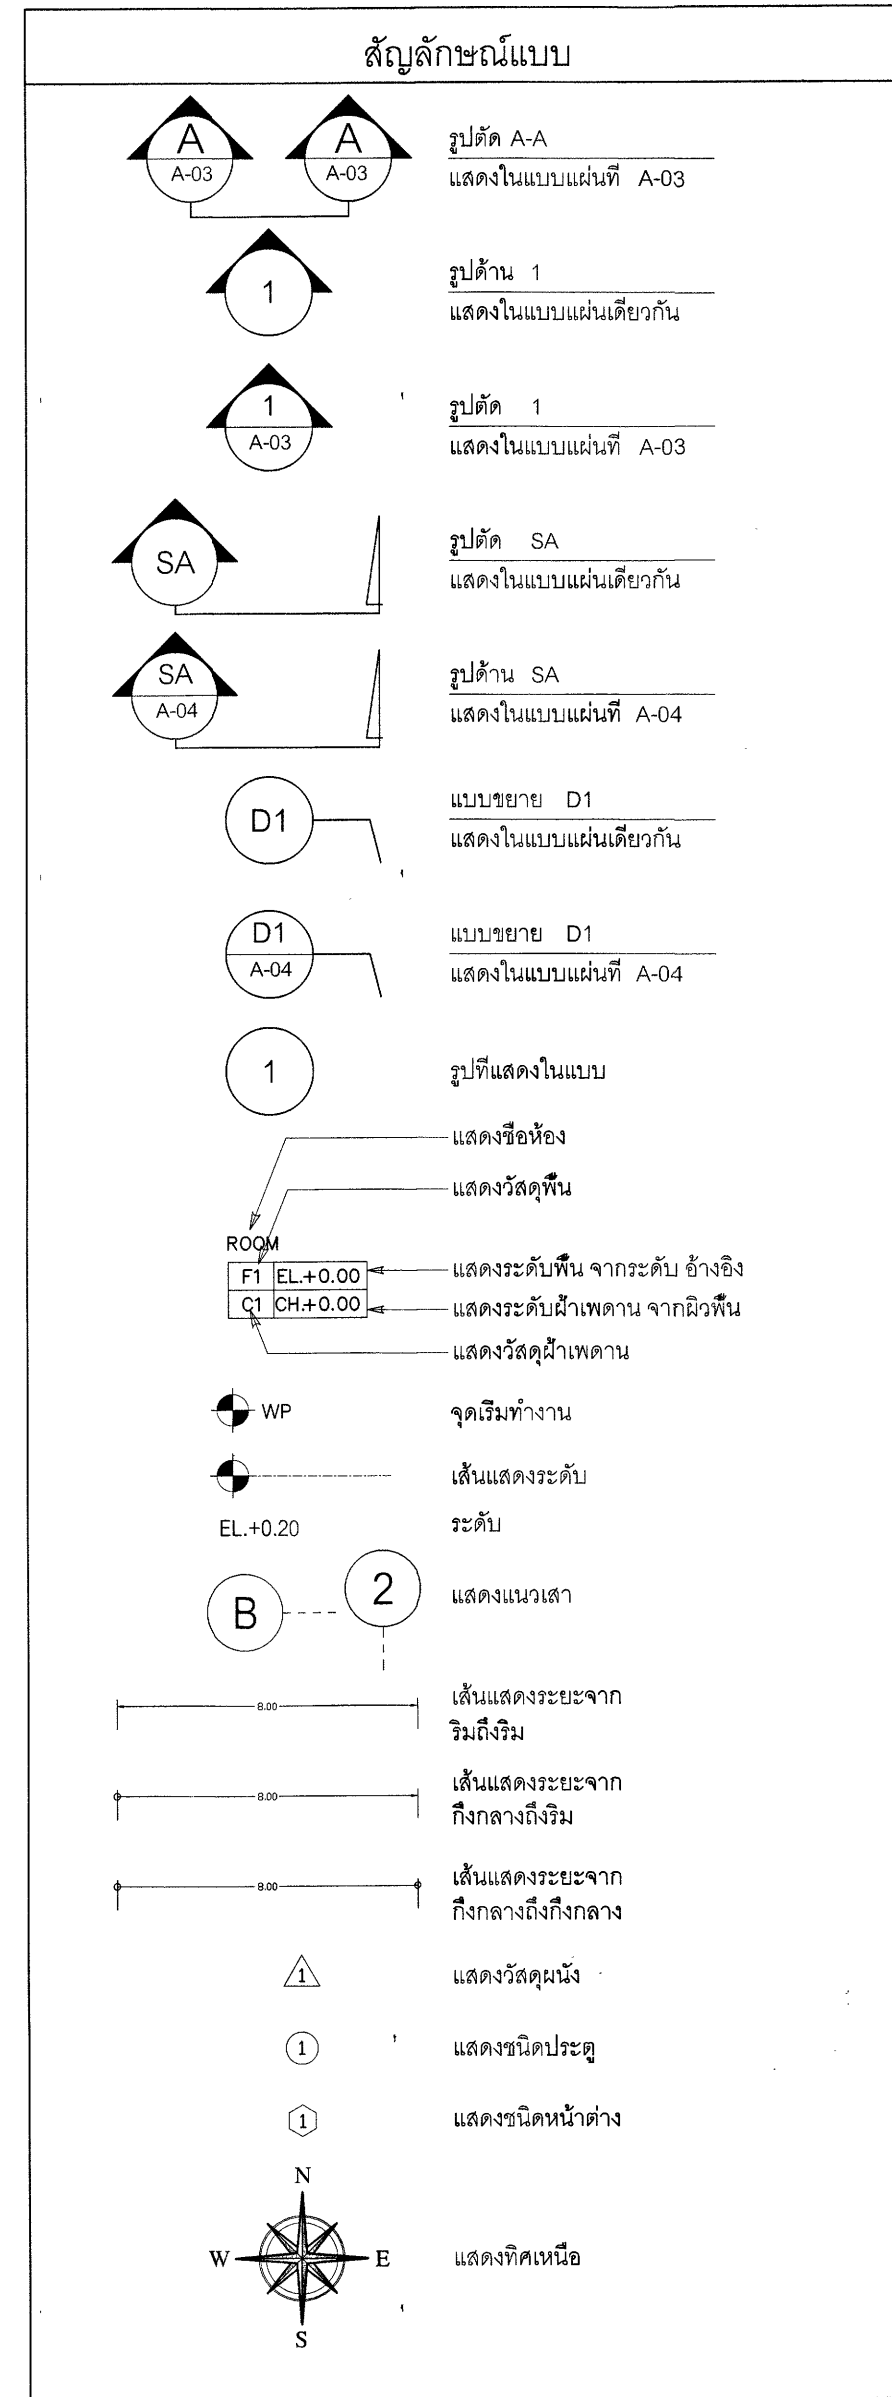 สัญลักษณ์แบบ
A A
A-03 A-03
รูปตัด A-A
แสดงในแบบแผ่นที่ A-03
1
รูปด้าน 1
แสดงในแบบแผ่นเดียวกัน
1
A-03
รูปตัด 1
แสดงในแบบแผ่นที่ A-03
SA
รูปตัด SA
แสดงในแบบแผ่นเดียวกัน
SA
A-04
รูปด้าน SA
แสดงในแบบแผ่นที่ A-04
D1
แบบขยาย D1
แสดงในแบบแผ่นเดียวกัน
D1
A-04
แบบขยาย D1
แสดงในแบบแผ่นที่ A-04
1
รูปที่แสดงในแบบ
แสดงชื่อห้อง
แสดงวัสดุพื้น
ROOM
F1 EL.+0.00
แสดงระดับพื้น จากระดับ อ้างอิง
C1 CH.+0.00
แสดงระดับฝ้าเพดาน จากผิวพื้น
แสดงวัสดุฝ้าเพดาน
WP
จุดเริ่มทำงาน
เส้นแสดงระดับ
EL.+0.20
ระดับ
B 2
แสดงแนวเสา
8.00
เส้นแสดงระยะจาก
ริมถึงริม
8.00
เส้นแสดงระยะจาก
กึ่งกลางถึงริม
8.00
เส้นแสดงระยะจาก
กึ่งกลางถึงกึ่งกลาง
1
แสดงวัสดุผนัง
1
แสดงชนิดประตู
1
แสดงชนิดหน้าต่าง
N
W E
แสดงทิศเหนือ
S